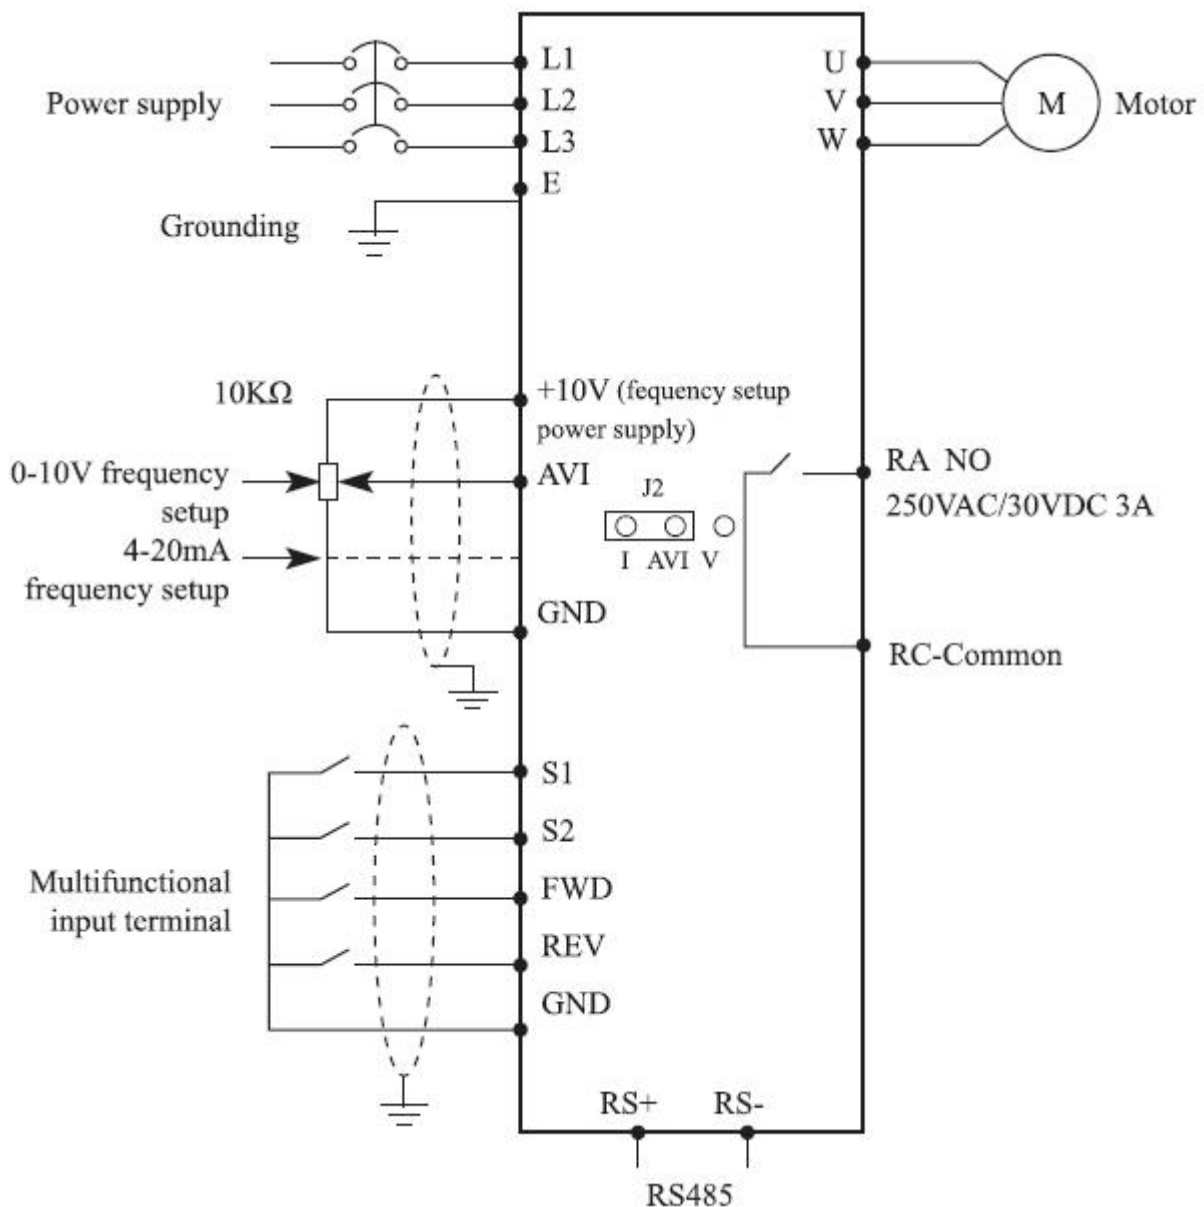 L1
U
L2
V
Power supply
M
Motor
L3
W
E
Grounding
10KΩ
+10V (fequency setup
power supply)
0-10V frequency
setup
AVI
4-20mA
frequency setup
J2
I AVI V
RA NO
250VAC/30VDC 3A
GND
RC-Common
S1
S2
Multifunctional
input terminal
FWD
REV
GND
RS+ RS-
RS485